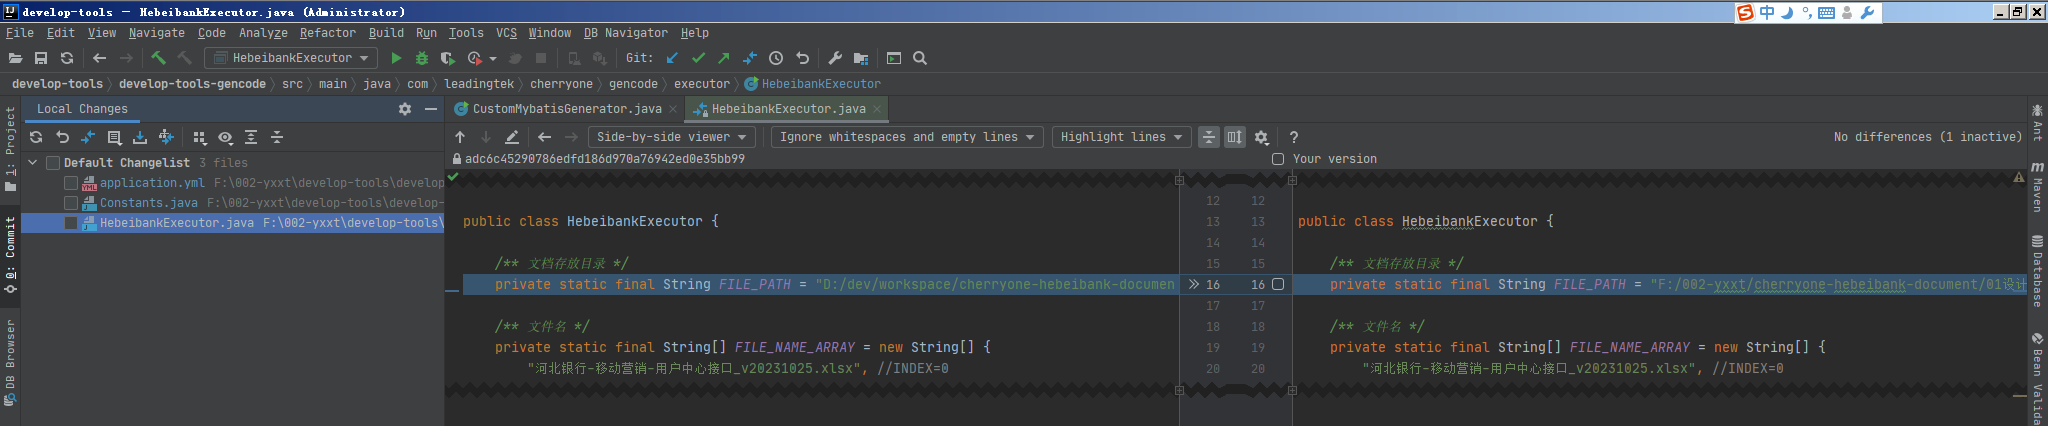 develop-tools – HebeibankExecutor.java (Administrator)
中
File Edit View Navigate Code Analyze Refactor Build Run Tools VCS Window DB Navigator Help
HebeibankExecutor
Git:
develop-tools develop-tools-gencode src main java com leadingtek cherryone gencode executor HebeibankExecutor
Local Changes
CustomMybatisGenerator.java
HebeibankExecutor.java
Side-by-side viewer
Ignore whitespaces and empty lines
Highlight lines
?
No differences (1 inactive)
Default Changelist 3 files
application.yml F:\002-yxxt\develop-tools\develop
Constants.java F:\002-yxxt\develop-tools\develop-
HebeibankExecutor.java F:\002-yxxt\develop-tools\
adc6c45290786edfd186d970a76942ed0e35bb99
Your version
12 12
public class HebeibankExecutor { 13 13 public class HebeibankExecutor {
14 14
/** 文档存放目录 */ 15 15 /** 文档存放目录 */
private static final String FILE_PATH = "D:/dev/workspace/cherryone-hebeibank-documen 16 16 private static final String FILE_PATH = "F:/002-yxxt/cherryone-hebeibank-document/01设计
17 17
/** 文件名 */ 18 18 /** 文件名 */
private static final String[] FILE_NAME_ARRAY = new String[] { 19 19 private static final String[] FILE_NAME_ARRAY = new String[] {
"河北银行-移动营销-用户中心接口_v20231025.xlsx", //INDEX=0 20 20 "河北银行-移动营销-用户中心接口_v20231025.xlsx", //INDEX=0
1: Project
0: Commit
DB Browser
Ant
Maven
Database
Bean Valida